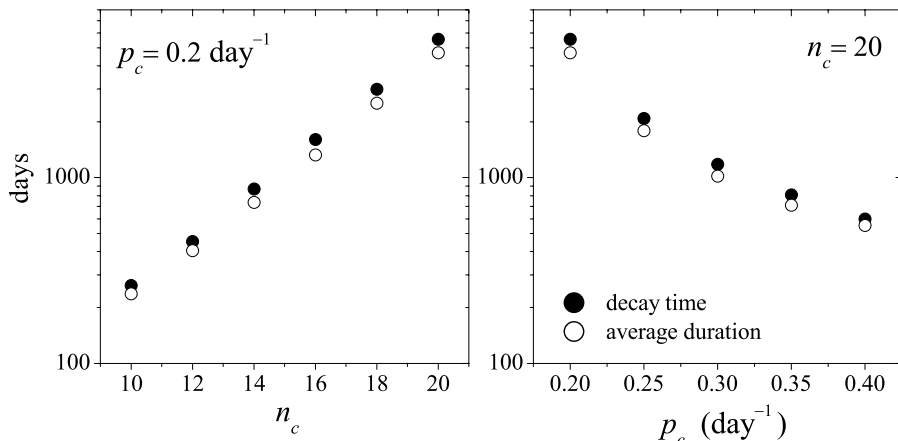 p_c = 0.2 day⁻¹
n_c = 20
days
1000
100
10 12 14 16 18 20
n_c
1000
100
decay time
average duration
0.20 0.25 0.30 0.35 0.40
p_c (day⁻¹)